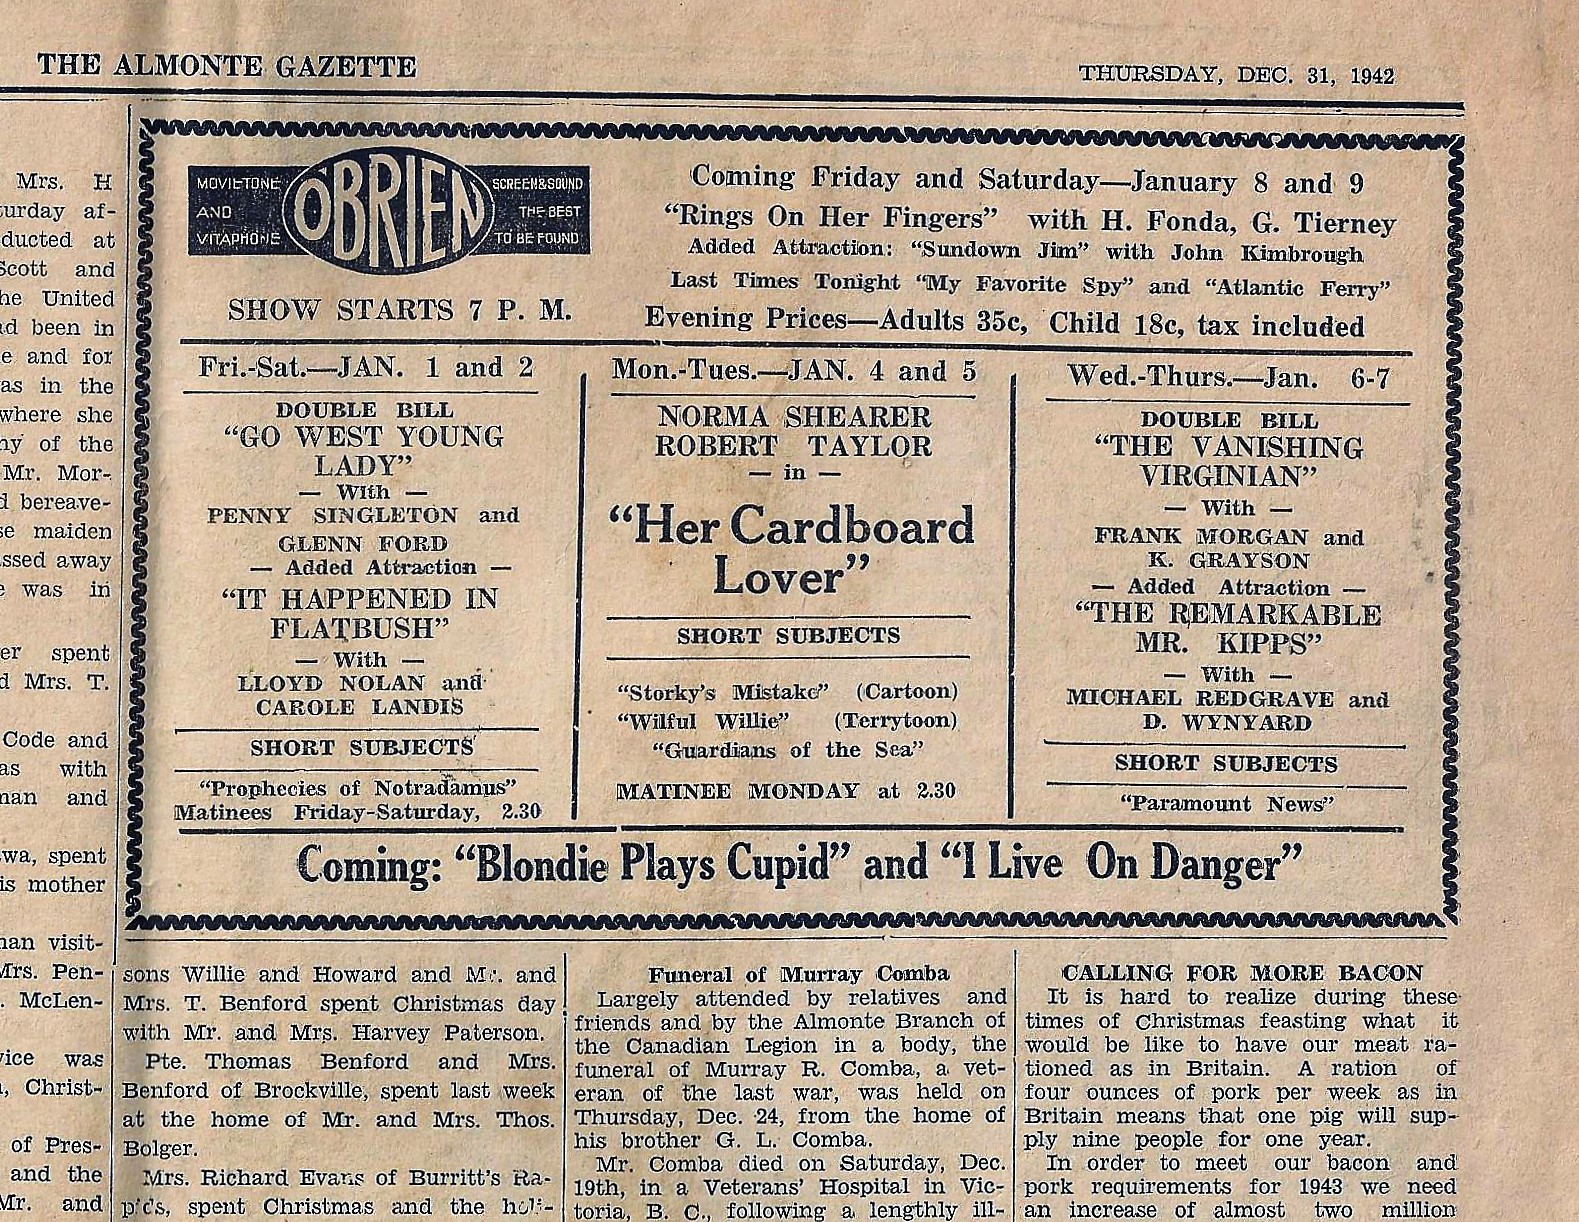 THE ALMONTE GAZETTE
THURSDAY, DEC. 31, 1942
MOVIETONE
AND
VITAPHONE
O'BRIEN
SCREEN & SOUND
THE BEST
TO BE FOUND
SHOW STARTS 7 P. M.
Coming Friday and Saturday—January 8 and 9
"Rings On Her Fingers" with H. Fonda, G. Tierney
Added Attraction: "Sundown Jim" with John Kimbrough
Last Times Tonight "My Favorite Spy" and "Atlantic Ferry"
Evening Prices—Adults 35c, Child 18c, tax included
Fri.-Sat.—JAN. 1 and 2
DOUBLE BILL
"GO WEST YOUNG
LADY"
— With —
PENNY SINGLETON and
GLENN FORD
— Added Attraction —
"IT HAPPENED IN
FLATBUSH"
— With —
LLOYD NOLAN and
CAROLE LANDIS
SHORT SUBJECTS
"Prophecies of Notradamus"
Matinees Friday-Saturday, 2.30
Mon.-Tues.—JAN. 4 and 5
NORMA SHEARER
ROBERT TAYLOR
— in —
"Her Cardboard
Lover"
SHORT SUBJECTS
"Storky's Mistake" (Cartoon)
"Wilful Willie" (Terrytoon)
"Guardians of the Sea"
MATINEE MONDAY at 2.30
Wed.-Thurs.—Jan. 6-7
DOUBLE BILL
"THE VANISHING
VIRGINIAN"
— With —
FRANK MORGAN and
K. GRAYSON
— Added Attraction —
"THE REMARKABLE
MR. KIPPS"
— With —
MICHAEL REDGRAVE and
D. WYNYARD
SHORT SUBJECTS
"Paramount News"
Coming: "Blondie Plays Cupid" and "I Live On Danger"
Mrs. H
urday af-
ducted at
Scott and
he United
d been in
e and for
as in the
where she
ny of the
Mr. Mor-
d bereave-
se maiden
ssed away
e was in
er spent
d Mrs. T.
Code and
as with
nan and
wa, spent
is mother
nan visit-
Mrs. Pen-
. McLen-
vice was
, Christ-
of Pres-
and the
Mr. and
sons Willie and Howard and Mr. and
Mrs. T. Benford spent Christmas day
with Mr. and Mrs. Harvey Paterson.
Pte. Thomas Benford and Mrs.
Benford of Brockville, spent last week
at the home of Mr. and Mrs. Thos.
Bolger.
Mrs. Richard Evans of Burritt's Ra-
pids, spent Christmas and the holi-
Funeral of Murray Comba
Largely attended by relatives and
friends and by the Almonte Branch of
the Canadian Legion in a body, the
funeral of Murray R. Comba, a vet-
eran of the last war, was held on
Thursday, Dec. 24, from the home of
his brother G. L. Comba.
Mr. Comba died on Saturday, Dec.
19th, in a Veterans' Hospital in Vic-
toria, B. C., following a lengthly ill-
CALLING FOR MORE BACON
It is hard to realize during these
times of Christmas feasting what it
would be like to have our meat ra-
tioned as in Britain. A ration of
four ounces of pork per week as in
Britain means that one pig will sup-
ply nine people for one year.
In order to meet our bacon and
pork requirements for 1943 we need
an increase of almost two million